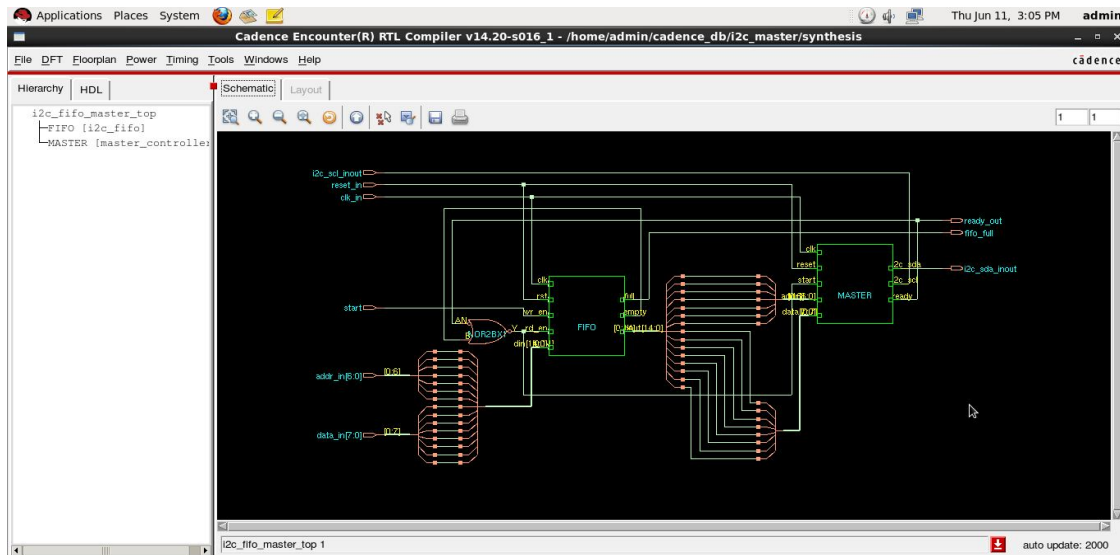 Applications Places System Thu Jun 11, 3:05 PM admin
Cadence Encounter(R) RTL Compiler v14.20-s016_1 - /home/admin/cadence_db/i2c_master/synthesis
File DFT Floorplan Power Timing Tools Windows Help cādence
Hierarchy HDL Schematic Layout
1 1
i2c_fifo_master_top
FIFO [i2c_fifo]
MASTER [master_controller
i2c_scl_inout
reset_in
clk_in
ready_out
fifo_full
clk
reset i2c_sda i2c_sda_inout
start i2c_scl
MASTER
ready
clk
rst full
start wr_en empty
AN
B NOR2BX1 Y rd_en FIFO
addr_in[6:0] [0:6]
data_in[7:0] [0:7]
i2c_fifo_master_top 1 auto update: 2000